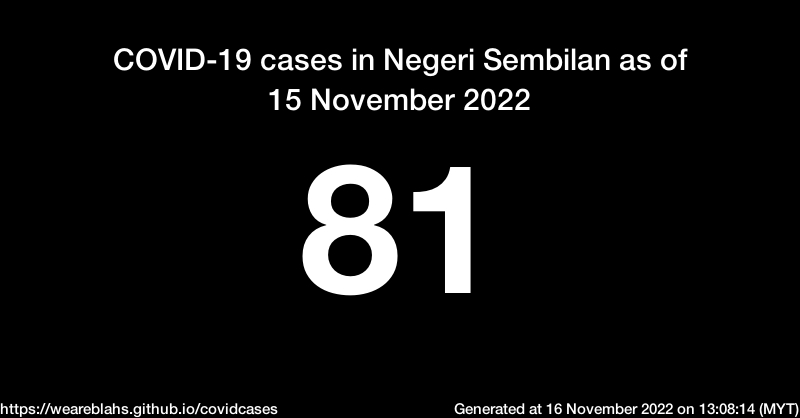 COVID-19 cases in Negeri Sembilan as of
15 November 2022
81
https://weareblahs.github.io/covidcases
Generated at 16 November 2022 on 13:08:14 (MYT)